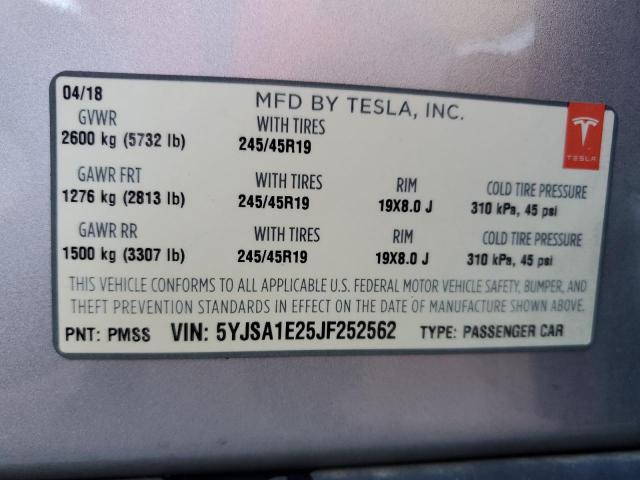 04/18 MFD BY TESLA, INC.
GVWR WITH TIRES
2600 kg (5732 lb) 245/45R19
TESLA
GAWR FRT WITH TIRES RIM COLD TIRE PRESSURE
1276 kg (2813 lb) 245/45R19 19X8.0 J 310 kPa, 45 psi
GAWR RR WITH TIRES RIM COLD TIRE PRESSURE
1500 kg (3307 lb) 245/45R19 19X8.0 J 310 kPa, 45 psi
THIS VEHICLE CONFORMS TO ALL APPLICABLE U.S. FEDERAL MOTOR VEHICLE SAFETY, BUMPER, AND
THEFT PREVENTION STANDARDS IN EFFECT ON THE DATE OF MANUFACTURE SHOWN ABOVE.
PNT: PMSS VIN: 5YJSA1E25JF252562 TYPE: PASSENGER CAR